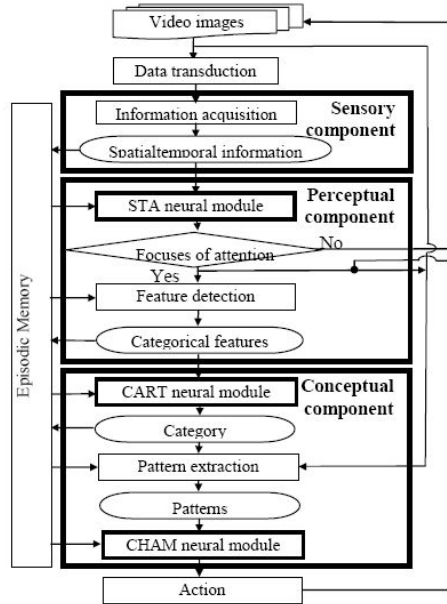 Video images
Data transduction
Information acquisition
Sensory
component
Spatialtemporal information
STA neural module
Perceptual
component
Focuses of attention
No
Yes
Feature detection
Categorical features
Episodic Memory
CART neural module
Conceptual
component
Category
Pattern extraction
Patterns
CHAM neural module
Action